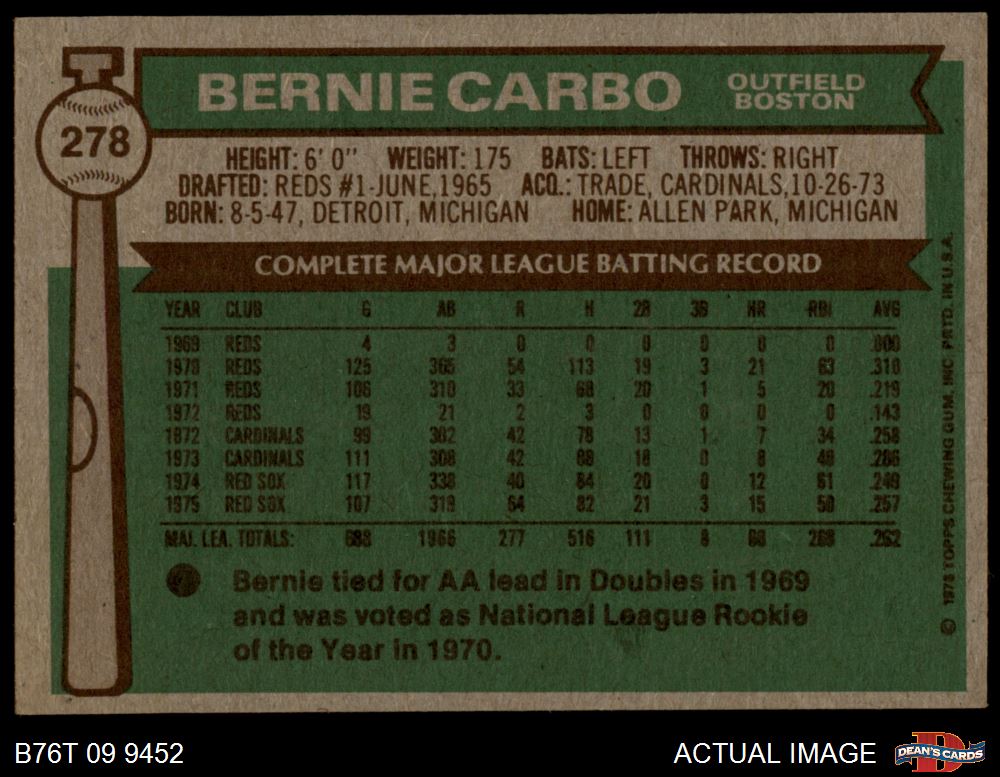 BERNIE CARBO OUTFIELD
BOSTON
278
HEIGHT: 6' 0" WEIGHT: 175 BATS: LEFT THROWS: RIGHT
DRAFTED: REDS #1-JUNE, 1965 ACQ.: TRADE, CARDINALS, 10-26-73
BORN: 8-5-47, DETROIT, MICHIGAN HOME: ALLEN PARK, MICHIGAN
COMPLETE MAJOR LEAGUE BATTING RECORD
YEAR CLUB G AB R H 2B 3B HR RBI AVG
1969 REDS 4 3 0 0 0 0 0 0 .000
1970 REDS 125 365 54 113 19 3 21 63 .310
1971 REDS 106 310 33 68 20 1 5 20 .219
1972 REDS 19 21 2 3 0 0 0 0 .143
1972 CARDINALS 99 302 42 78 13 1 7 34 .258
1973 CARDINALS 111 308 42 88 18 0 8 40 .286
1974 RED SOX 117 338 40 84 20 0 12 61 .249
1975 RED SOX 107 319 64 82 21 3 15 50 .257
MAJ. LEA. TOTALS: 688 1966 277 516 111 8 68 268 .262
Bernie tied for AA lead in Doubles in 1969
and was voted as National League Rookie
of the Year in 1970.
© 1976 TOPPS CHEWING GUM, INC. PRTD. IN U.S.A.
B76T 09 9452 ACTUAL IMAGE
D
DEAN'S CARDS